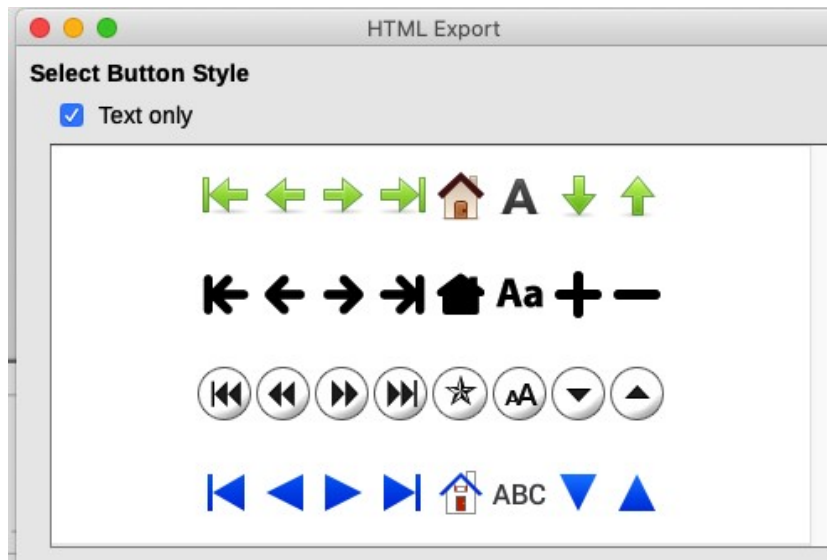 HTML Export
Select Button Style
Text only
A
Aa
AA
ABC